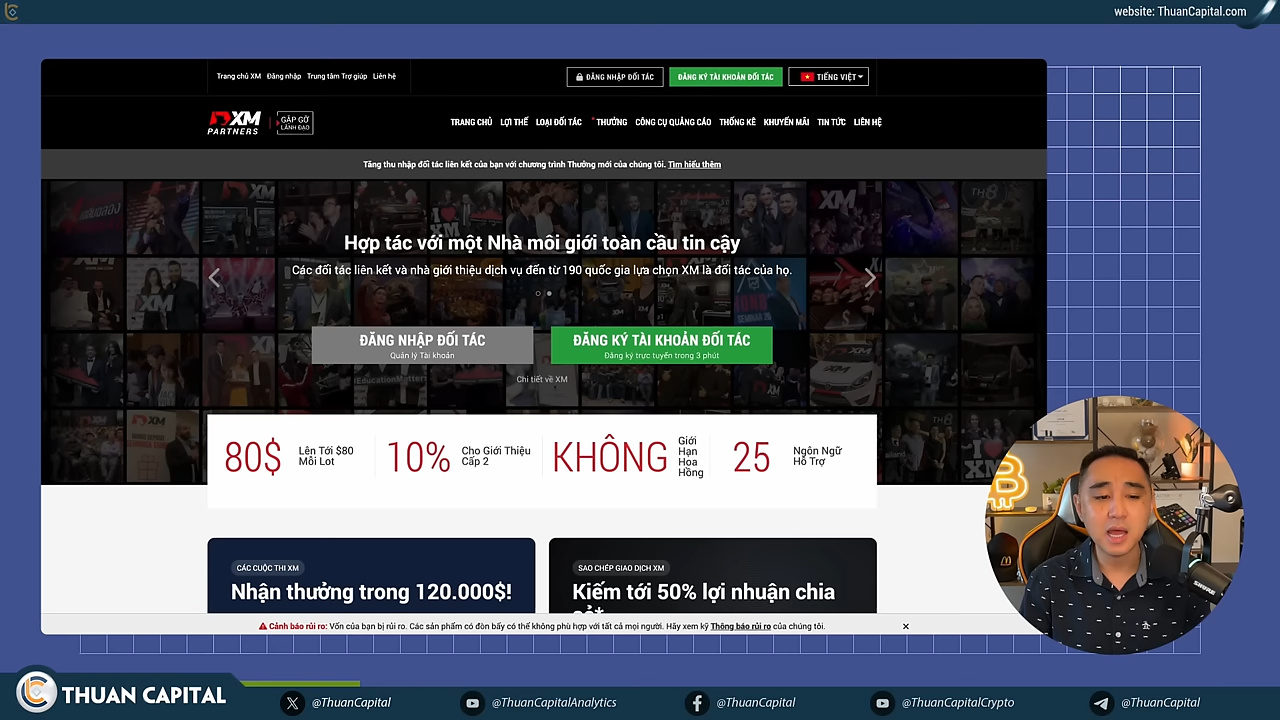 website: ThuanCapital.com
Trang chủ XM Đăng nhập Trung tâm Trợ giúp Liên hệ
ĐĂNG NHẬP ĐỐI TÁC
ĐĂNG KÝ TÀI KHOẢN ĐỐI TÁC
TIẾNG VIỆT
XM
PARTNERS
GẶP GỠ
LÃNH ĐẠO
TRANG CHỦ LỢI THẾ LOẠI ĐỐI TÁC THƯỞNG CÔNG CỤ QUẢNG CÁO THỐNG KÊ KHUYẾN MÃI TIN TỨC LIÊN HỆ
Tăng thu nhập đối tác liên kết của bạn với chương trình Thưởng mới của chúng tôi. Tìm hiểu thêm
Hợp tác với một Nhà môi giới toàn cầu tin cậy
Các đối tác liên kết và nhà giới thiệu dịch vụ đến từ 190 quốc gia lựa chọn XM là đối tác của họ.
ĐĂNG NHẬP ĐỐI TÁC
Quản lý Tài khoản
ĐĂNG KÝ TÀI KHOẢN ĐỐI TÁC
Đăng ký trực tuyến trong 3 phút
Chi tiết về XM
80$
Lên Tới $80
Mỗi Lot
10%
Cho Giới Thiệu
Cấp 2
KHÔNG
Giới
Hạn
Hoa
Hồng
25
Ngôn Ngữ
Hỗ Trợ
CÁC CUỘC THI XM
Nhận thưởng trong 120.000$!
SAO CHÉP GIAO DỊCH XM
Kiếm tới 50% lợi nhuận chia
sẻ*
Cảnh báo rủi ro: Vốn của bạn bị rủi ro. Các sản phẩm có đòn bẩy có thể không phù hợp với tất cả mọi người. Hãy xem kỹ Thông báo rủi ro của chúng tôi.
THUAN CAPITAL
@ThuanCapital
@ThuanCapitalAnalytics
@ThuanCapital
@ThuanCapitalCrypto
@ThuanCapital